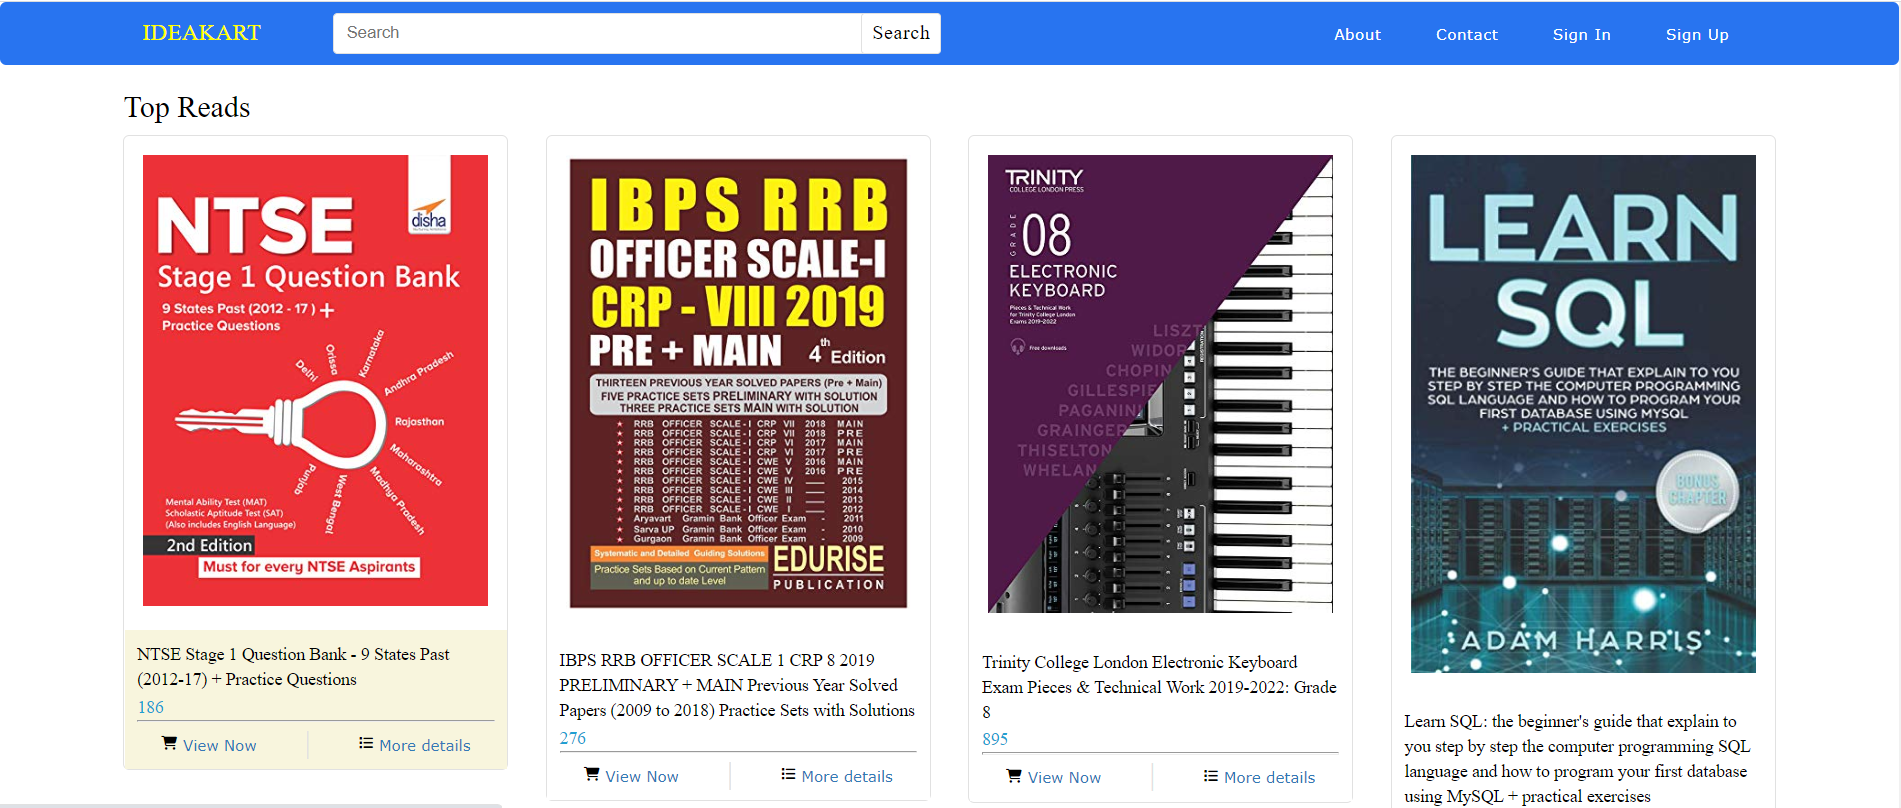 IDEAKART
Search
Search
About
Contact
Sign In
Sign Up
Top Reads
NTSE
disha
Stage 1 Question Bank
9 States Past (2012 - 17 ) +
Practice Questions
Delhi
Orissa
Karnataka
Andhra Pradesh
Rajasthan
Maharashtra
Madhya Pradesh
West Bengal
Punjab
Mental Ability Test (MAT)
Scholastic Aptitude Test (SAT)
(Also includes English Language)
2nd Edition
Must for every NTSE Aspirants
NTSE Stage 1 Question Bank - 9 States Past
(2012-17) + Practice Questions
186
View Now
More details
IBPS RRB
OFFICER SCALE-I
CRP - VIII 2019
PRE + MAIN 4th Edition
THIRTEEN PREVIOUS YEAR SOLVED PAPERS (Pre + Main)
FIVE PRACTICE SETS PRELIMINARY WITH SOLUTION
THREE PRACTICE SETS MAIN WITH SOLUTION
RRB OFFICER SCALE-I CRP VII 2018 MAIN
RRB OFFICER SCALE-I CRP VII 2018 PRE
RRB OFFICER SCALE-I CRP VI 2017 MAIN
RRB OFFICER SCALE-I CRP VI 2017 PRE
RRB OFFICER SCALE-I CWE V 2016 MAIN
RRB OFFICER SCALE-I CWE V 2016 PRE
RRB OFFICER SCALE-I CWE IV ___ 2015
RRB OFFICER SCALE-I CWE III ___ 2014
RRB OFFICER SCALE-I CWE II ___ 2013
RRB OFFICER SCALE-I CWE I ___ 2012
Aryavart Gramin Bank Officer Exam - 2011
Sarva UP Gramin Bank Officer Exam - 2010
Gurgaon Gramin Bank Officer Exam - 2009
Systematic and Detailed Guiding Solutions
Practice Sets Based on Current Pattern
and up to date Level
EDURISE
PUBLICATION
IBPS RRB OFFICER SCALE 1 CRP 8 2019
PRELIMINARY + MAIN Previous Year Solved
Papers (2009 to 2018) Practice Sets with Solutions
276
View Now
More details
TRINITY
COLLEGE LONDON PRESS
GRADE
08
ELECTRONIC
KEYBOARD
Pieces & Technical Work
for Trinity College London
Exams 2019-2022
Free downloads
LISZT
WIDOR
CHOPIN
GILLESPIE
PAGANINI
GRAINGER
THISELTON
WHELAN
Trinity College London Electronic Keyboard
Exam Pieces & Technical Work 2019-2022: Grade
8
895
View Now
More details
LEARN
SQL
THE BEGINNER'S GUIDE THAT EXPLAIN TO YOU
STEP BY STEP THE COMPUTER PROGRAMMING
SQL LANGUAGE AND HOW TO PROGRAM YOUR
FIRST DATABASE USING MYSQL
+ PRACTICAL EXERCISES
BONUS
CHAPTER
ADAM HARRIS
Learn SQL: the beginner's guide that explain to
you step by step the computer programming SQL
language and how to program your first database
using MySQL + practical exercises